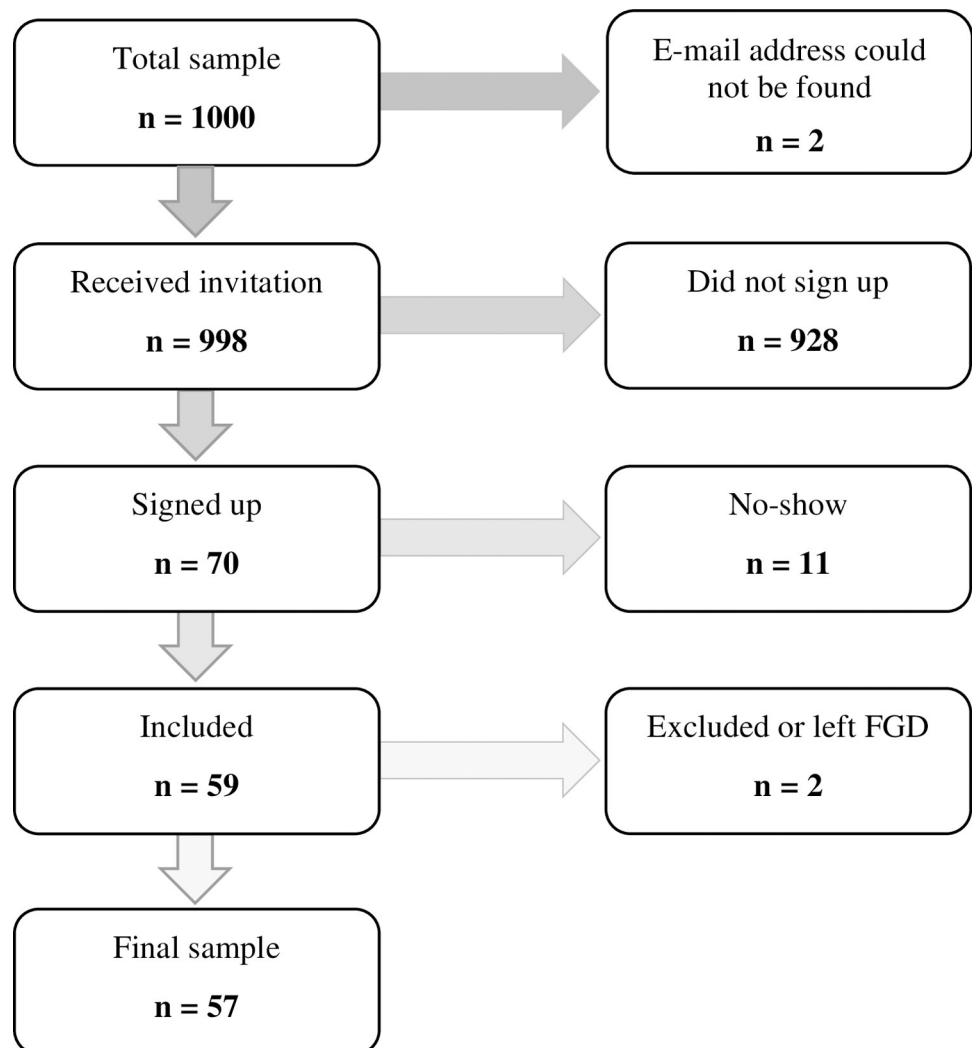 Total sample
n = 1000
E-mail address could
not be found
n = 2
Received invitation
n = 998
Did not sign up
n = 928
Signed up
n = 70
No-show
n = 11
Included
n = 59
Excluded or left FGD
n = 2
Final sample
n = 57